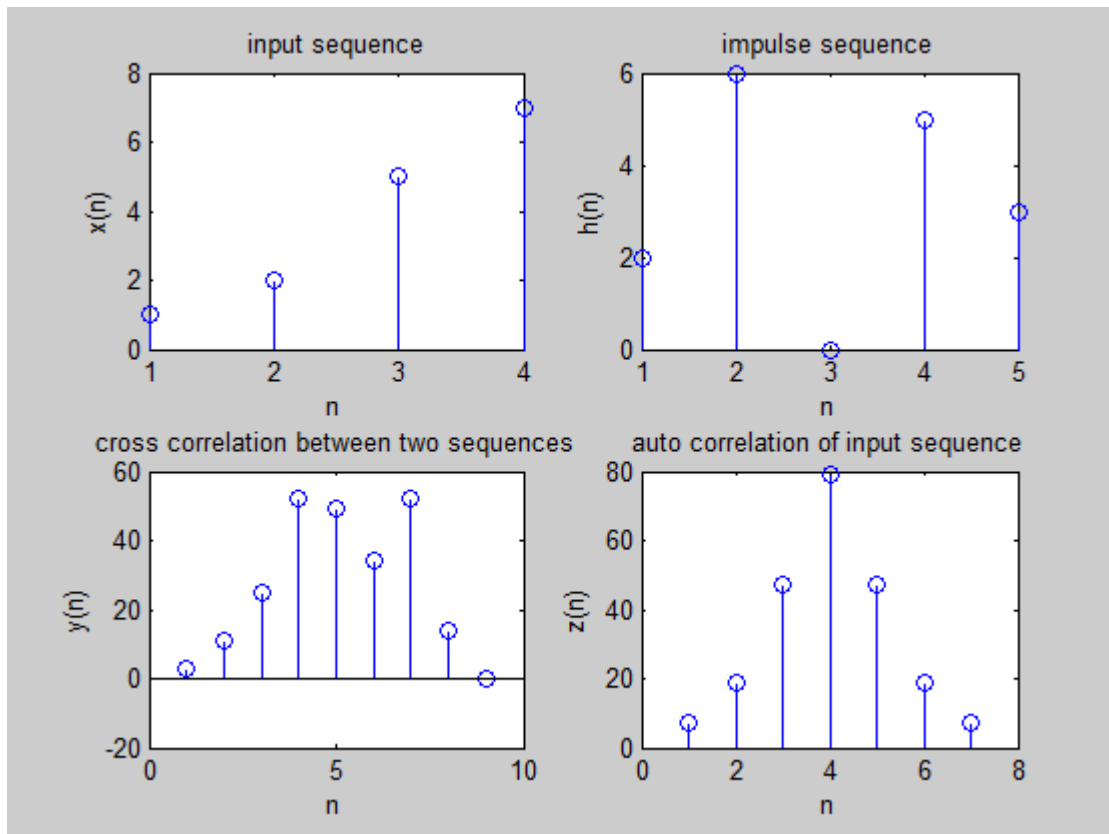 input sequence
8
6
4
2
0
x(n)
1 2 3 4
n
impulse sequence
6
4
2
0
h(n)
1 2 3 4 5
n
cross correlation between two sequences
60
40
20
0
-20
y(n)
0 5 10
n
auto correlation of input sequence
80
60
40
20
0
z(n)
0 2 4 6 8
n